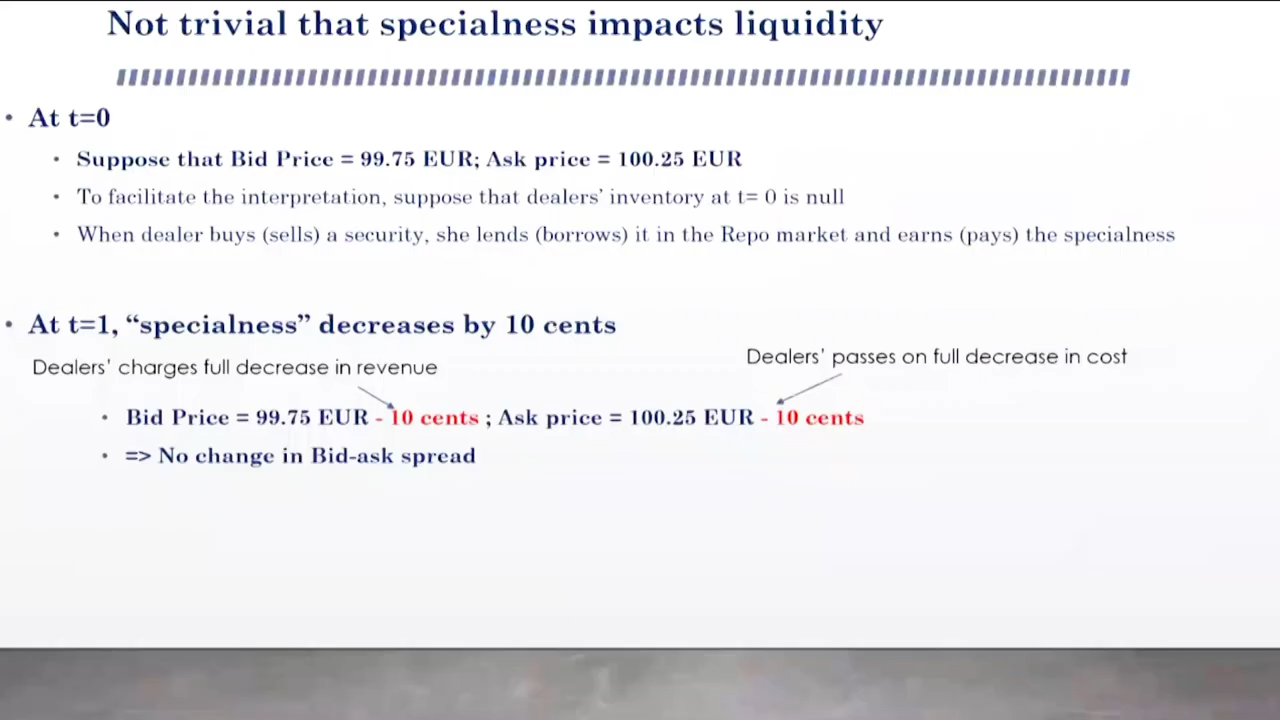 Not trivial that specialness impacts liquidity
• At t=0
• Suppose that Bid Price = 99.75 EUR; Ask price = 100.25 EUR
• To facilitate the interpretation, suppose that dealers’ inventory at t= 0 is null
• When dealer buys (sells) a security, she lends (borrows) it in the Repo market and earns (pays) the specialness
• At t=1, “specialness” decreases by 10 cents
Dealers’ charges full decrease in revenue
Dealers’ passes on full decrease in cost
• Bid Price = 99.75 EUR - 10 cents ; Ask price = 100.25 EUR - 10 cents
• => No change in Bid-ask spread